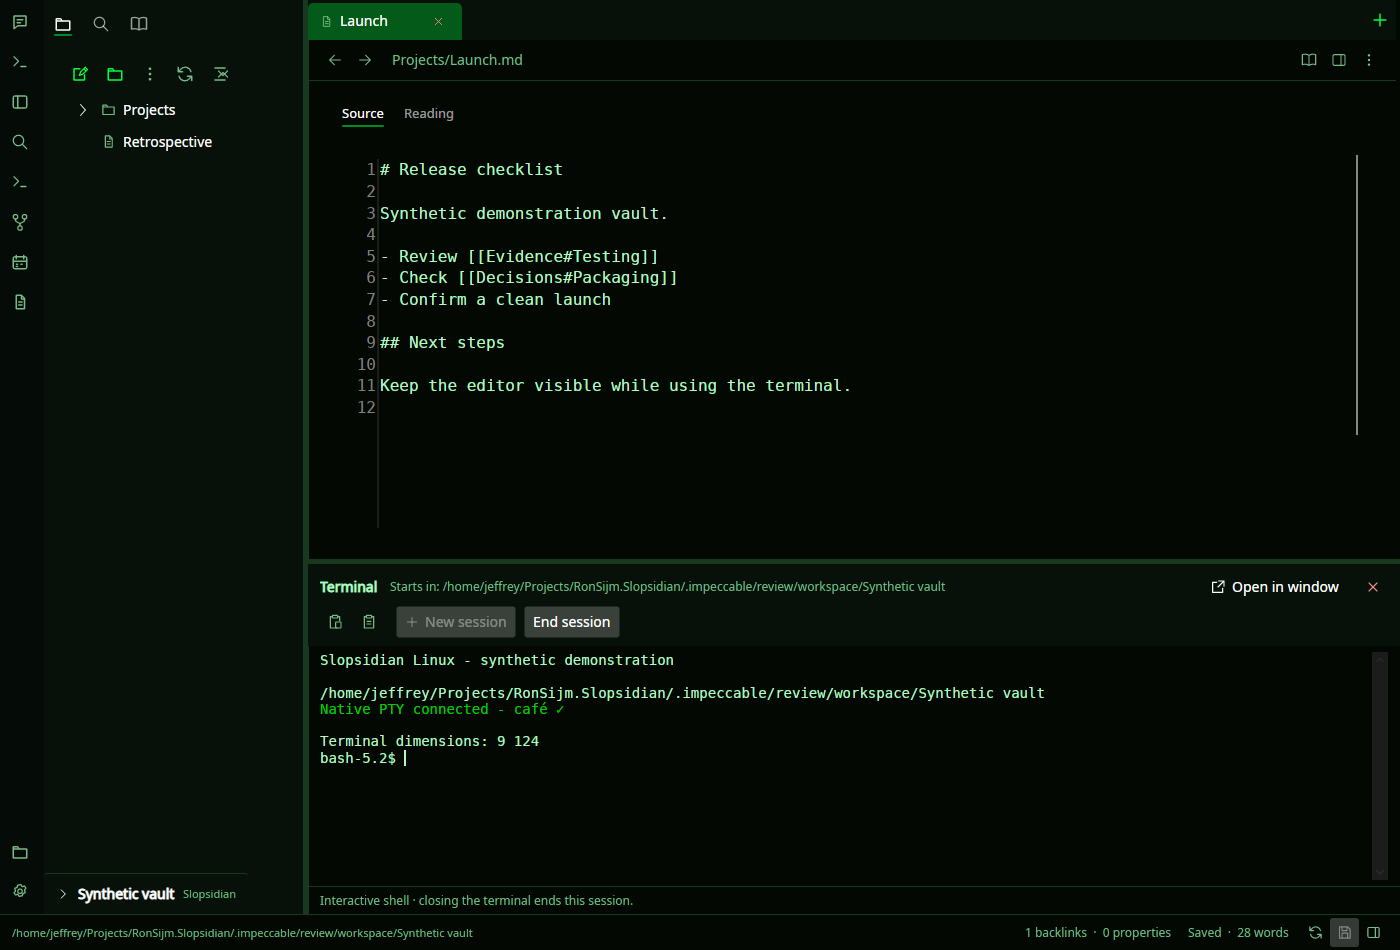 Launch
Projects/Launch.md
Projects
Retrospective
Source Reading
1 # Release checklist
2
3 Synthetic demonstration vault.
4
5 - Review [[Evidence#Testing]]
6 - Check [[Decisions#Packaging]]
7 - Confirm a clean launch
8
9 ## Next steps
10
11 Keep the editor visible while using the terminal.
12
Terminal Starts in: /home/jeffrey/Projects/RonSijm.Slopsidian/.impeccable/review/workspace/Synthetic vault Open in window
New session End session
Slopsidian Linux - synthetic demonstration
/home/jeffrey/Projects/RonSijm.Slopsidian/.impeccable/review/workspace/Synthetic vault
Native PTY connected - café ✓
Terminal dimensions: 9 124
bash-5.2$
Interactive shell · closing the terminal ends this session.
Synthetic vault Slopsidian
/home/jeffrey/Projects/RonSijm.Slopsidian/.impeccable/review/workspace/Synthetic vault 1 backlinks · 0 properties Saved · 28 words